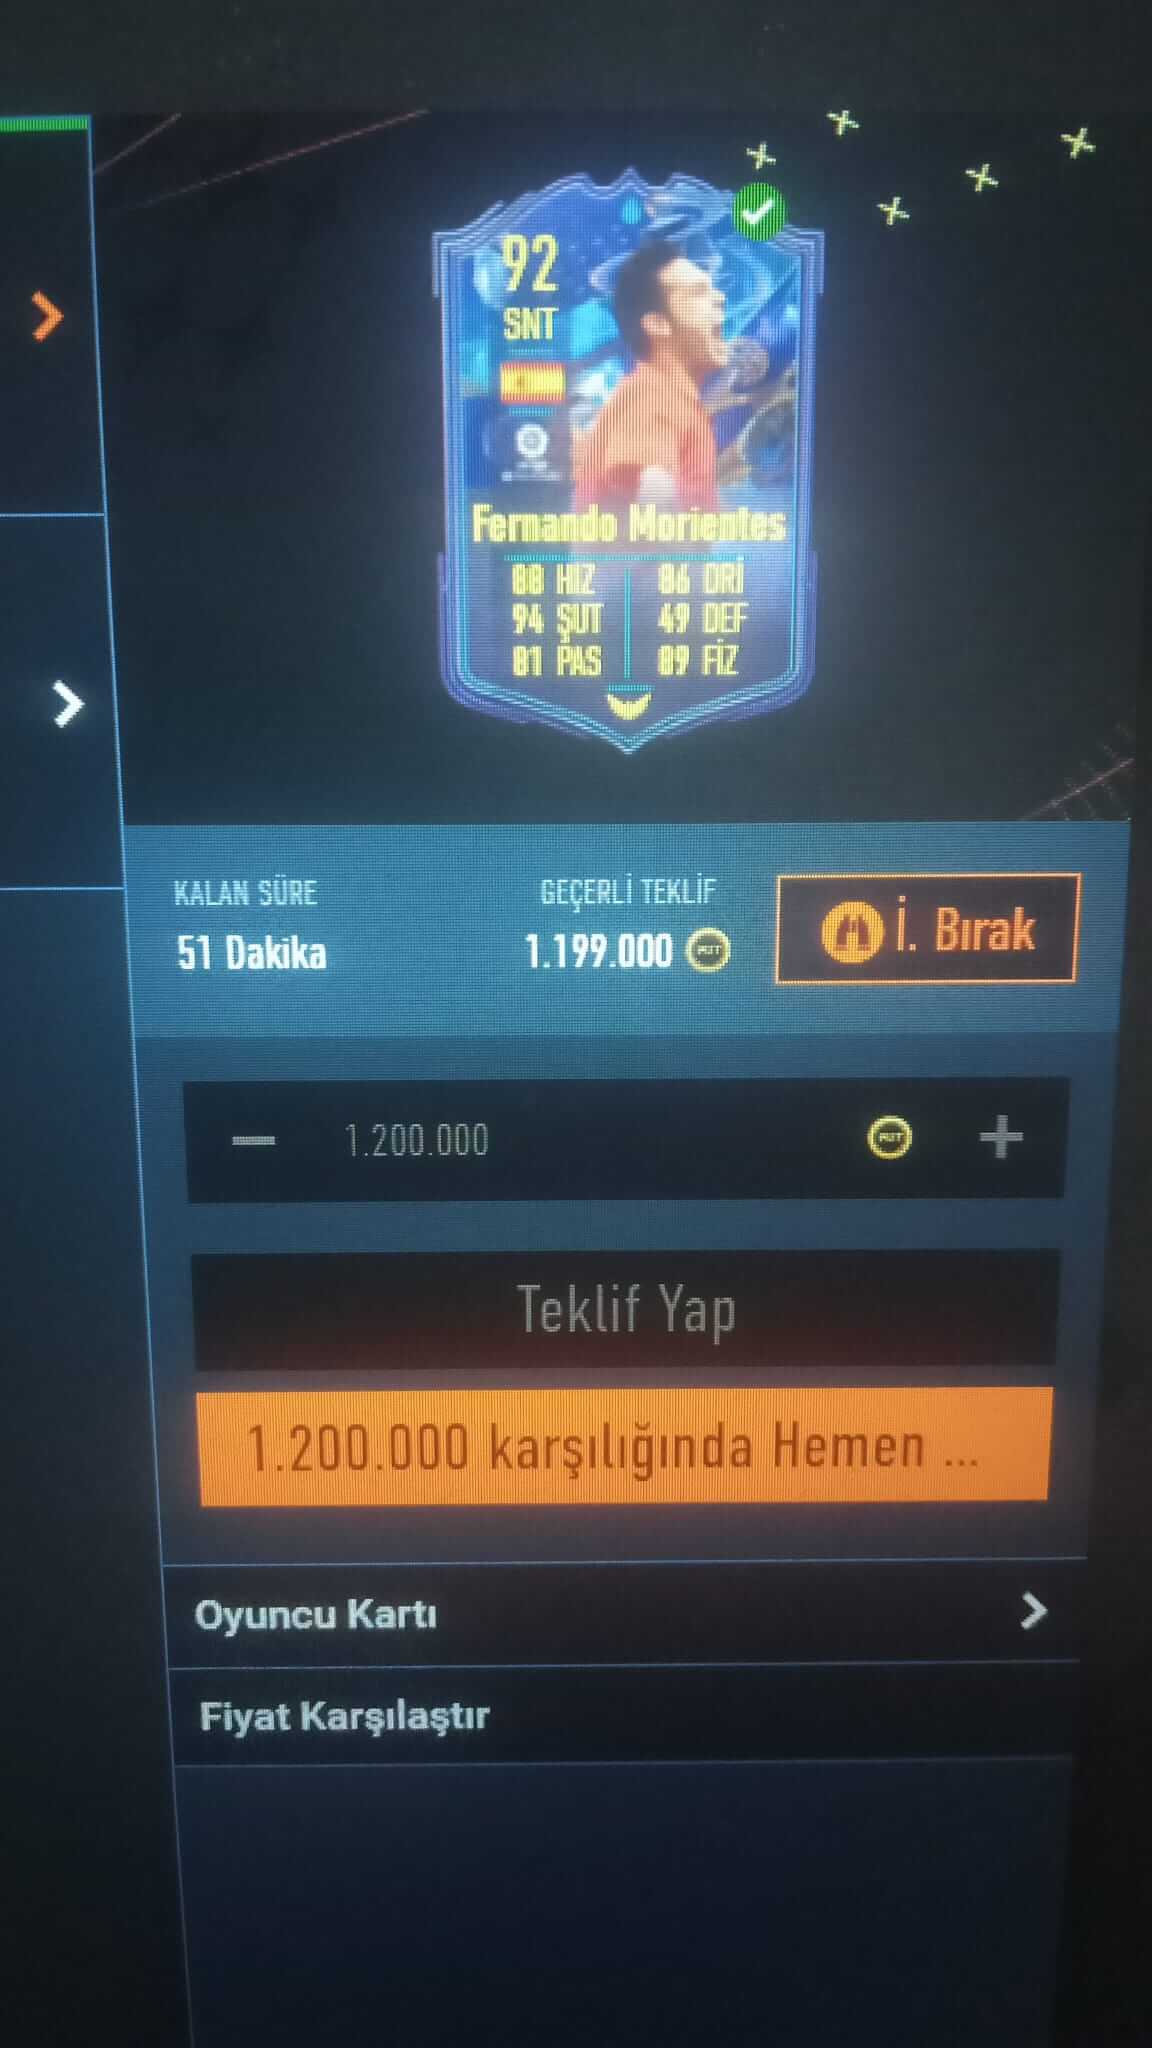 92
SNT
Fernando Morientes
88 HIZ 86 DRİ
94 ŞUT 49 DEF
81 PAS 89 FİZ
KALAN SÜRE
51 Dakika
GEÇERLİ TEKLİF
1.199.000
İ. Bırak
1.200.000
Teklif Yap
1.200.000 karşılığında Hemen ...
Oyuncu Kartı
Fiyat Karşılaştır